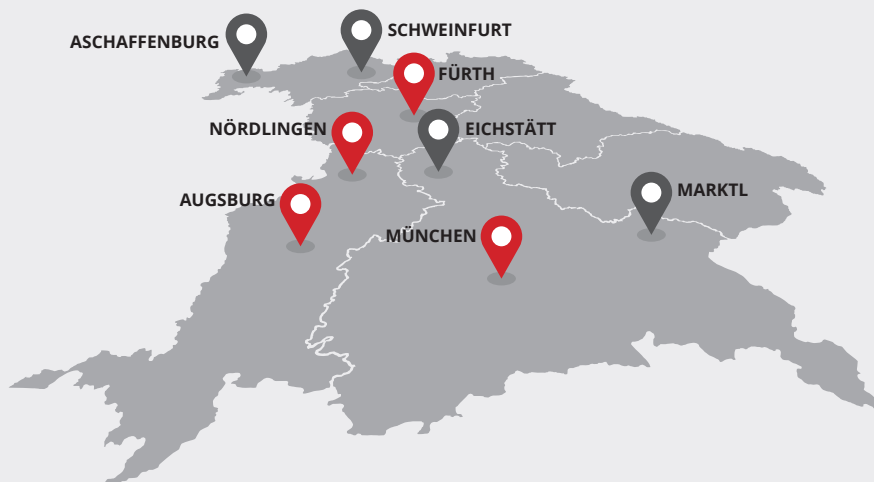 SCHWEINFURT
ASCHAFFENBURG
FÜRTH
NÖRDLINGEN
EICHSTÄTT
MARKTL
AUGSBURG
MÜNCHEN